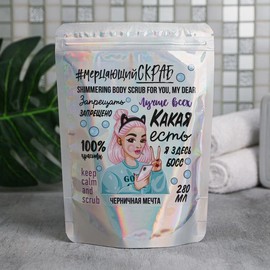 #мерцающийСКРАБ
SHIMMERING BODY SCRUB FOR YOU, MY DEAR
Запрещать
ЗАПРЕЩЕНО
Лучше всех
КАКАЯ
есть
Я ЗДЕСЬ
БОСС
100%
keep
calm
and
scrub
280
МЛ
ЧЕРНИЧНАЯ МЕЧТА